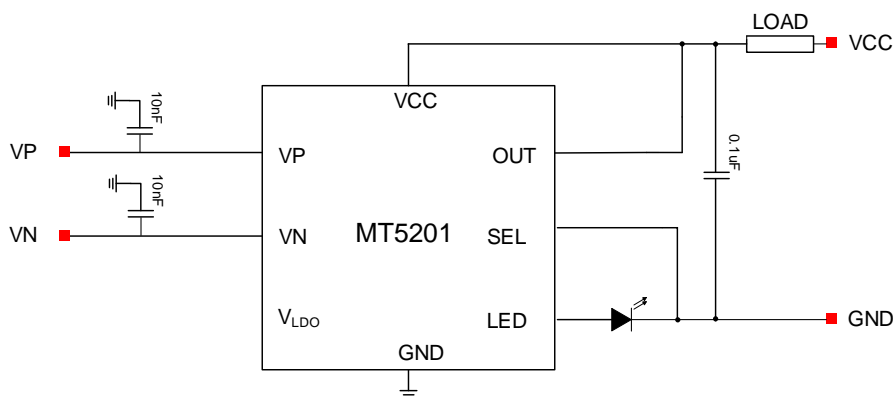 LOAD
VCC
VCC
10nF
VP
VP
OUT
0.1uF
10nF
VN
VN
MT5201
SEL
VLDO
LED
GND
GND